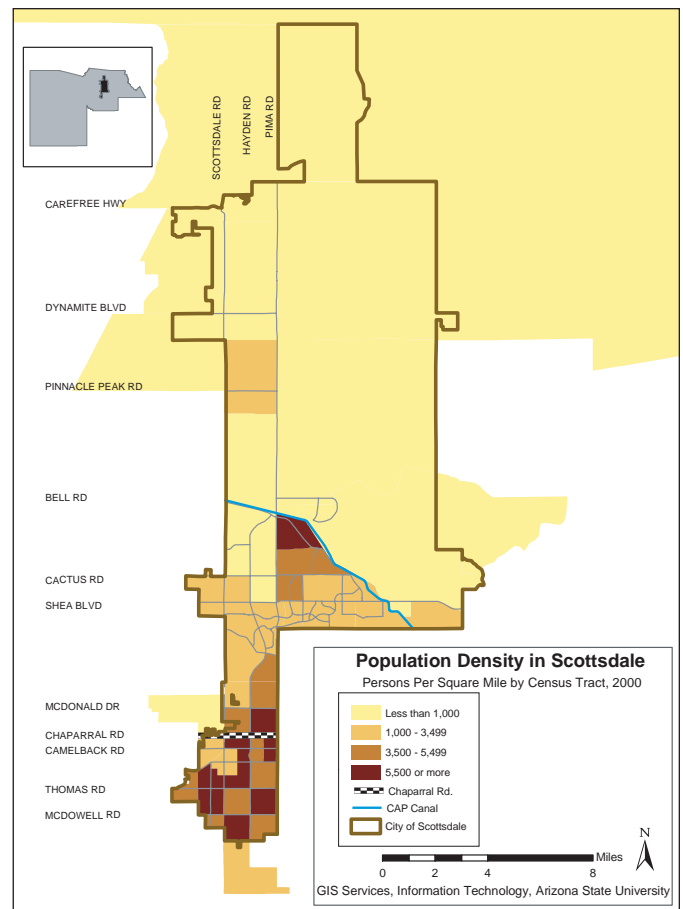 SCOTTSDALE RD
HAYDEN RD
PIMA RD
CAREFREE HWY
DYNAMITE BLVD
PINNACLE PEAK RD
BELL RD
CACTUS RD
SHEA BLVD
MCDONALD DR
CHAPARRAL RD
CAMELBACK RD
THOMAS RD
MCDOWELL RD
Population Density in Scottsdale
Persons Per Square Mile by Census Tract, 2000
Less than 1,000
1,000 - 3,499
3,500 - 5,499
5,500 or more
Chaparral Rd.
CAP Canal
City of Scottsdale
N
Miles
0 2 4 8
GIS Services, Information Technology, Arizona State University